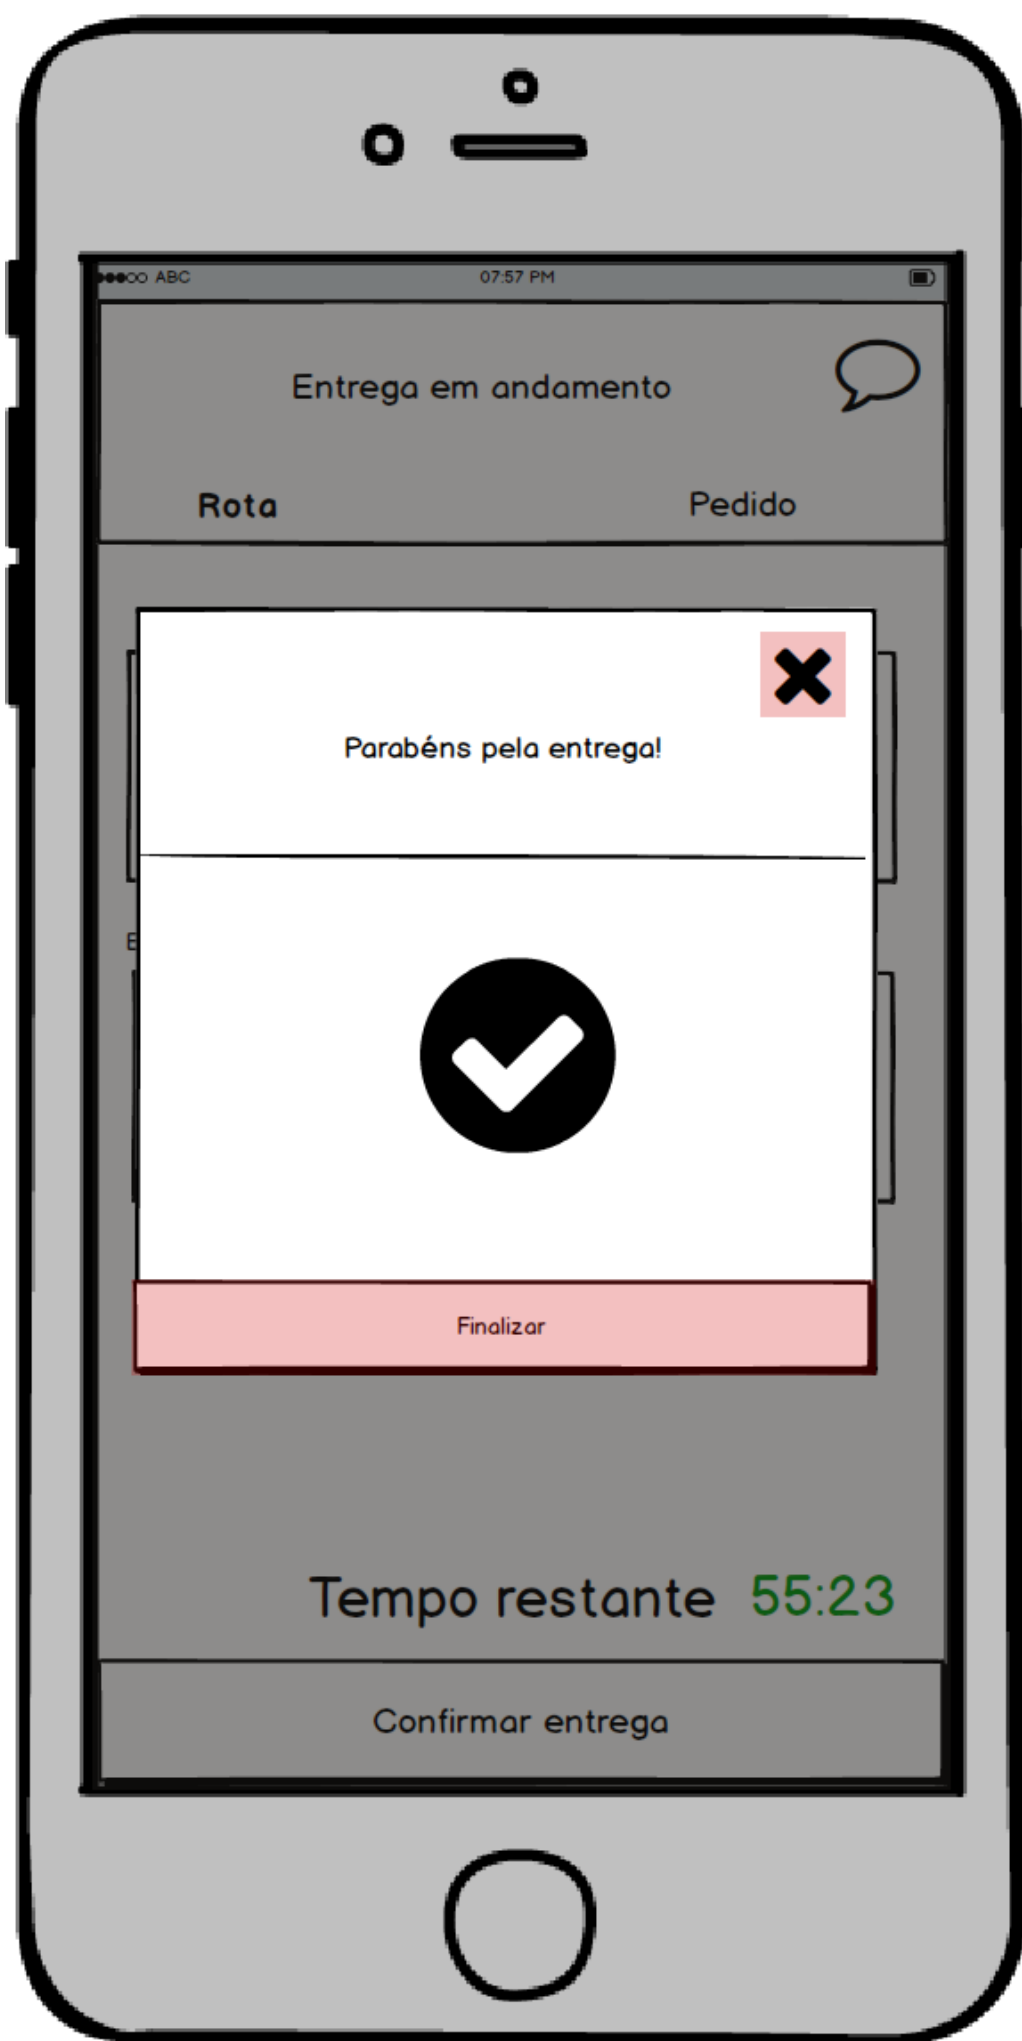 ABC 07:57 PM
Entrega em andamento
Rota Pedido
Parabéns pela entrega!
Finalizar
Tempo restante 55:23
Confirmar entrega